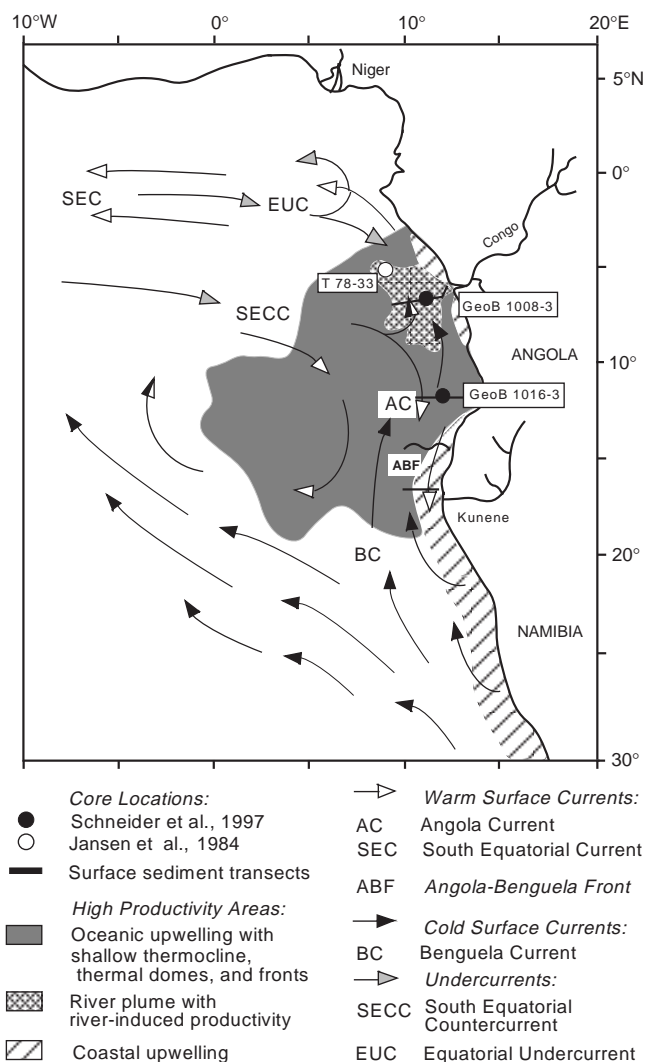 10°W 0° 10° 20°E
Niger
5°N
0°
SEC
EUC
Congo
T 78-33
SECC
GeoB 1008-3
ANGOLA
10°
AC
GeoB 1016-3
ABF
Kunene
BC
20°
NAMIBIA
30°
Core Locations:
Schneider et al., 1997
Jansen et al., 1984
Surface sediment transects
High Productivity Areas:
Oceanic upwelling with
shallow thermocline,
thermal domes, and fronts
River plume with
river-induced productivity
Coastal upwelling
Warm Surface Currents:
AC Angola Current
SEC South Equatorial Current
ABF Angola-Benguela Front
Cold Surface Currents:
BC Benguela Current
Undercurrents:
SECC South Equatorial
Countercurrent
EUC Equatorial Undercurrent